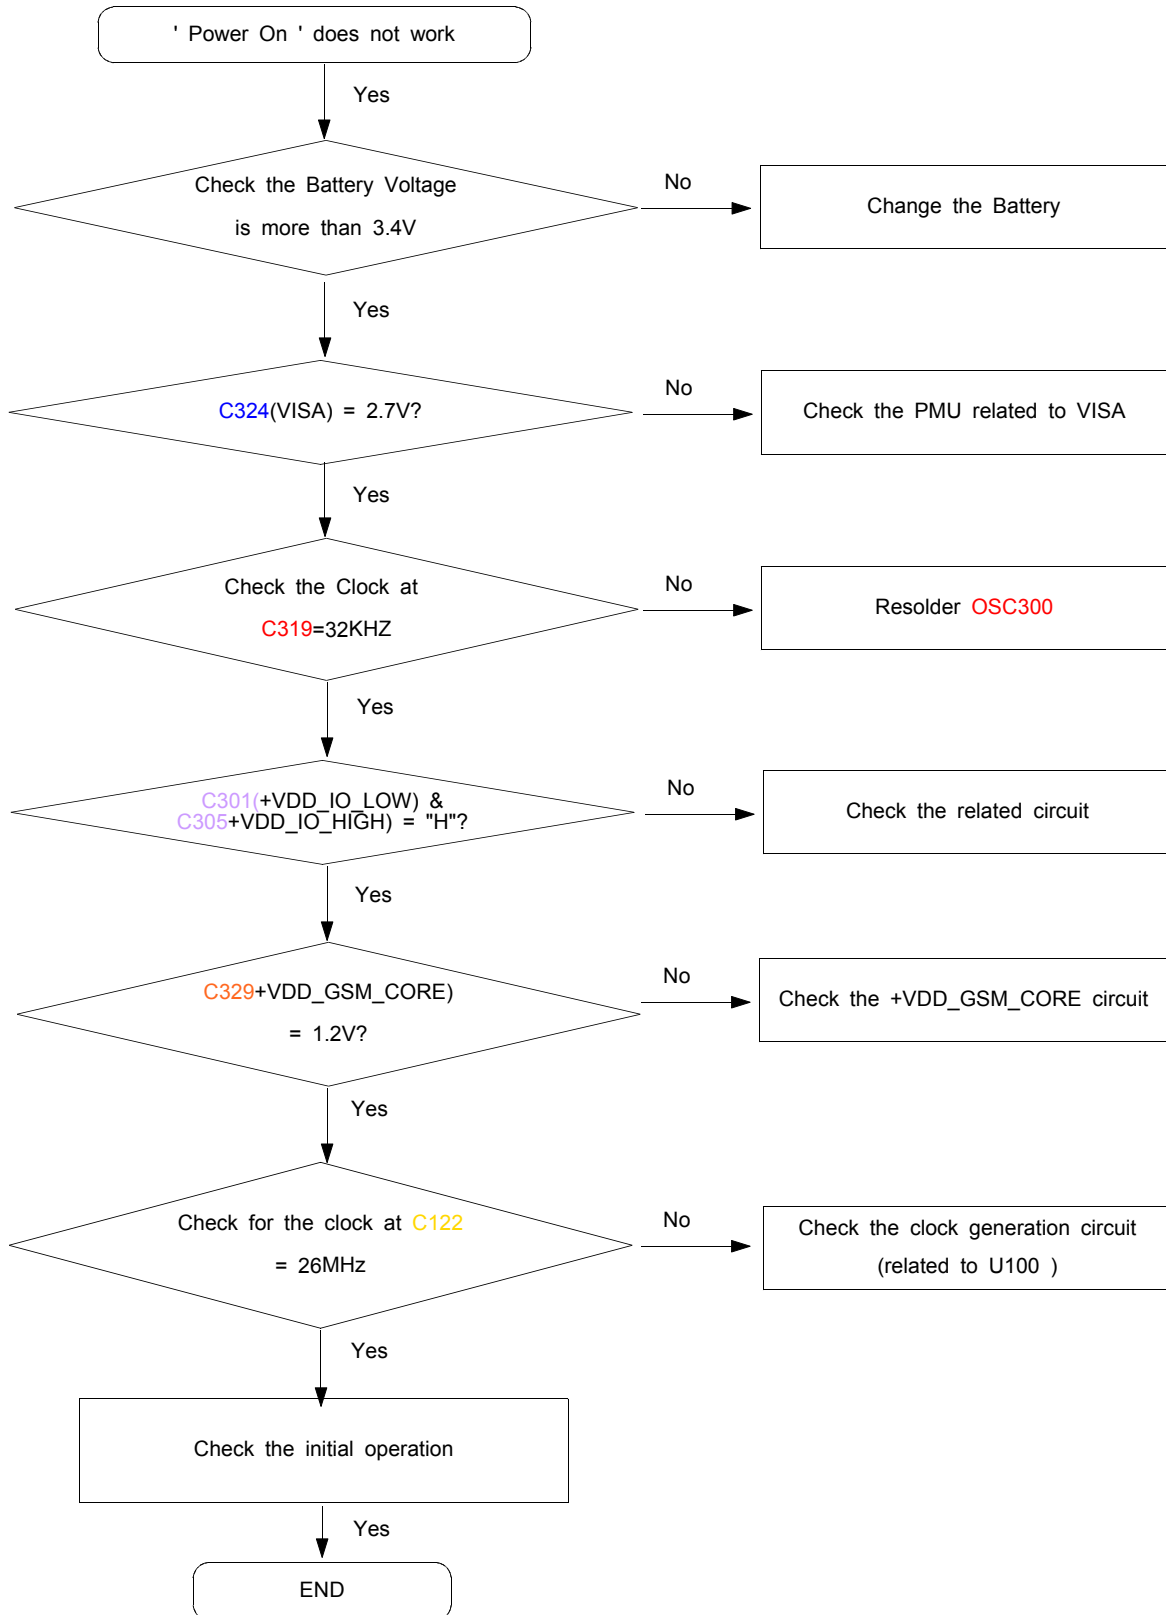 ' Power On ' does not work
Yes
Check the Battery Voltage
is more than 3.4V
No
Change the Battery
Yes
C324(VISA) = 2.7V?
No
Check the PMU related to VISA
Yes
Check the Clock at
C319=32KHZ
No
Resolder OSC300
Yes
C301(+VDD_IO_LOW) &
C305+VDD_IO_HIGH) = "H"?
No
Check the related circuit
Yes
C329+VDD_GSM_CORE)
= 1.2V?
No
Check the +VDD_GSM_CORE circuit
Yes
Check for the clock at C122
= 26MHz
No
Check the clock generation circuit
(related to U100 )
Yes
Check the initial operation
Yes
END